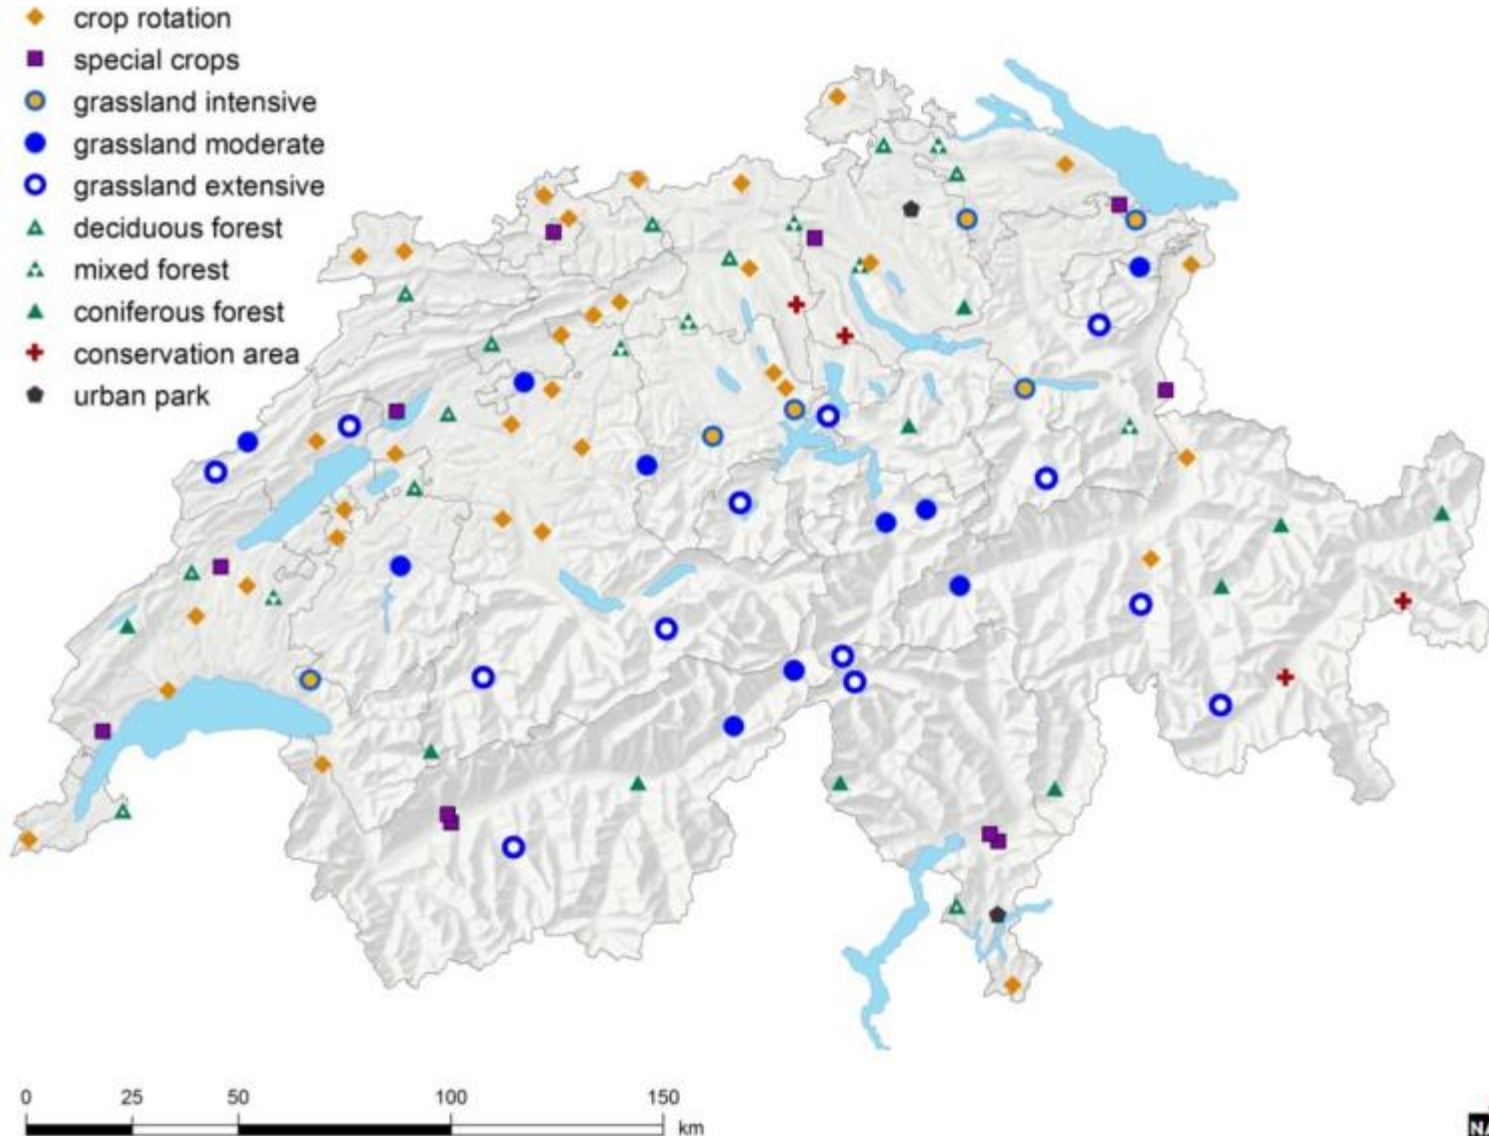 crop rotation
special crops
grassland intensive
grassland moderate
grassland extensive
deciduous forest
mixed forest
coniferous forest
conservation area
urban park
0 25 50 100 150
km